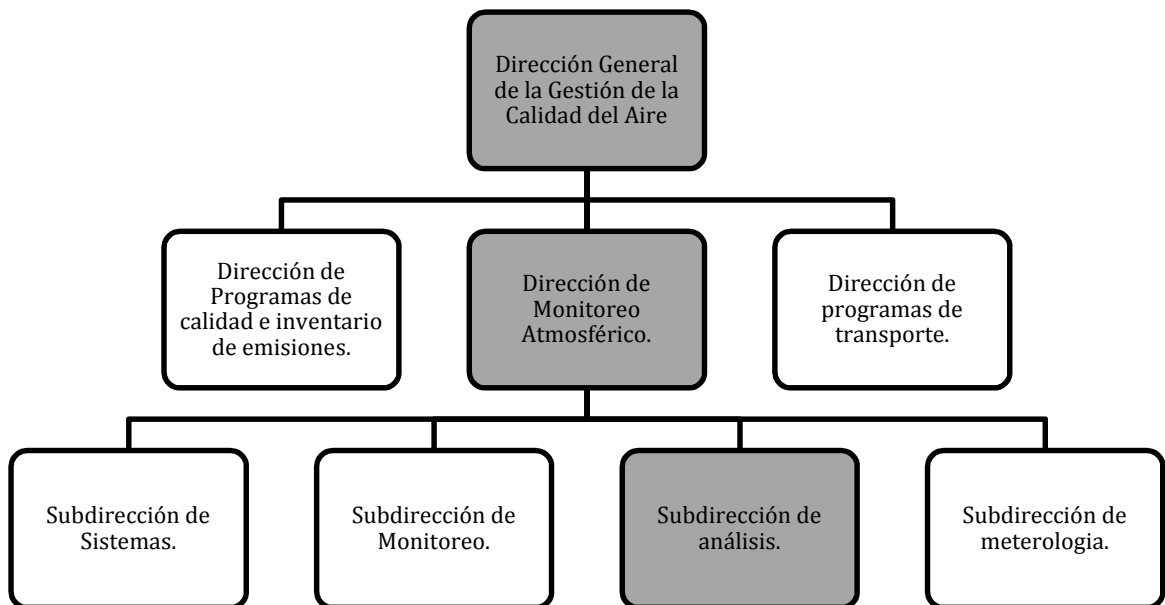 Dirección General
de la Gestión de la
Calidad del Aire
Dirección de
Programas de
calidad e inventario
de emisiones.
Dirección de
Monitoreo
Atmosférico.
Dirección de
programas de
transporte.
Subdirección de
Sistemas.
Subdirección de
Monitoreo.
Subdirección de
análisis.
Subdirección de
meterologia.